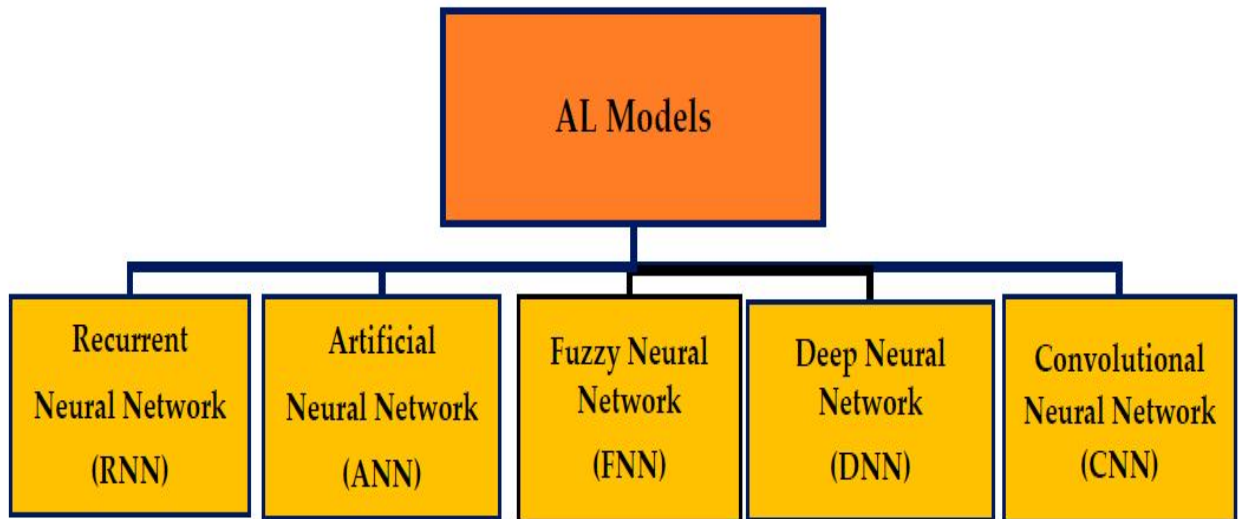 AL Models
Recurrent
Neural Network
(RNN)
Artificial
Neural Network
(ANN)
Fuzzy Neural
Network
(FNN)
Deep Neural
Network
(DNN)
Convolutional
Neural Network
(CNN)